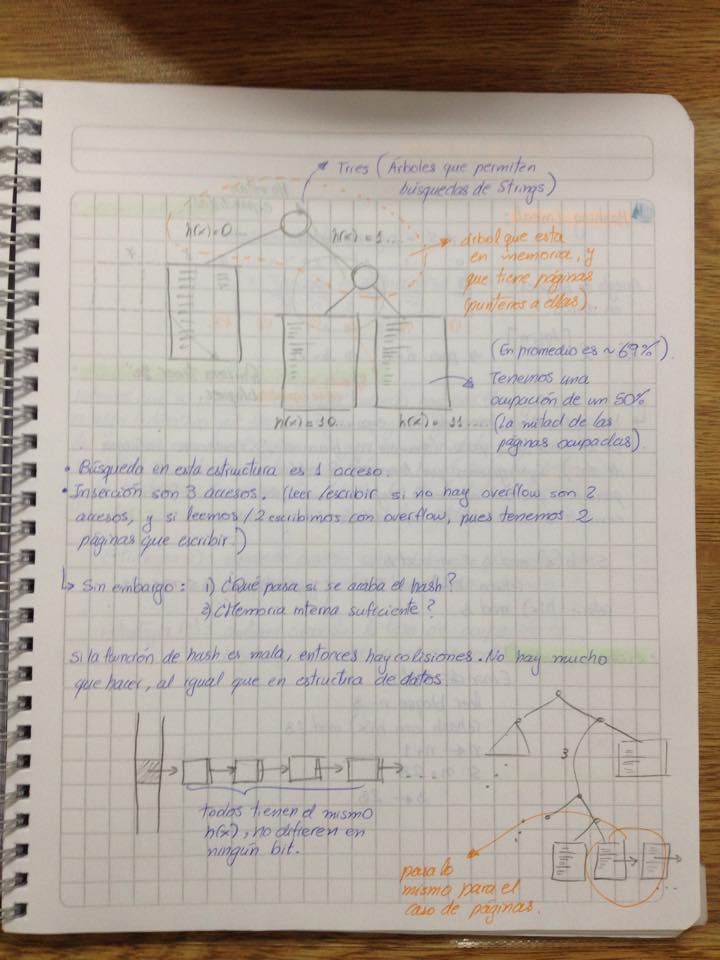 Tries (Árboles que permiten
búsquedas de Strings)
h(x)=0
h(x)=1..
árbol que esta
en memoria, y
que tiene páginas
(punteros a ellas).
(En promedio es ~69%).
Tenemos una
ocupación de un 50%
(la mitad de las
páginas ocupadas).
h(x)=10..
h(x)=11...
• Búsqueda en esta estructura es 1 acceso.
• Inserción son 3 accesos. (leer/escribir si no hay overflow son 2
accesos, y si leemos/2 escribimos con overflow, pues tenemos 2
páginas que escribir.)
↳ Sin embargo: 1) ¿Qué pasa si se acaba el hash?
2) ¿Memoria interna suficiente?
Si la función de hash es mala, entonces hay colisiones. No hay mucho
que hacer, al igual que en estructura de datos
...
todos tienen el mismo
h(x), no difieren en
ningún bit.
pasa lo
mismo para el
caso de páginas.